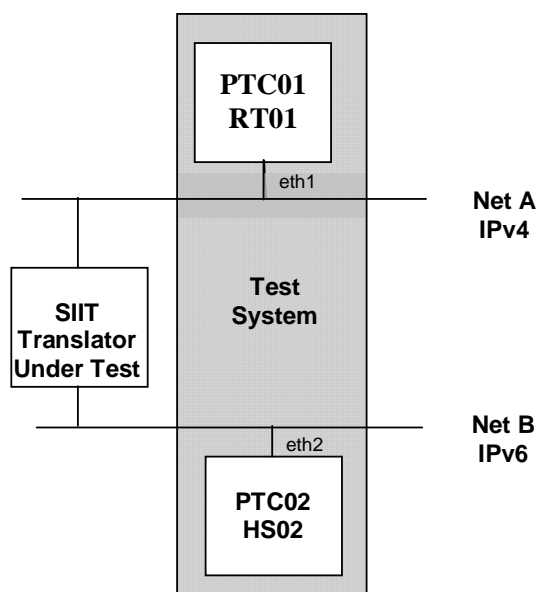 PTC01
RT01
eth1
Net A
IPv4
SIIT
Translator
Under Test
Test
System
Net B
IPv6
eth2
PTC02
HS02